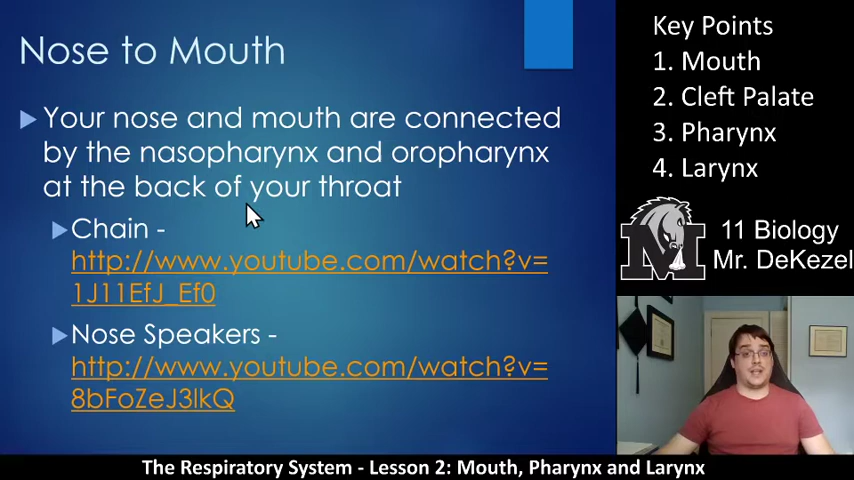 Nose to Mouth
Your nose and mouth are connected
by the nasopharynx and oropharynx
at the back of your throat
Chain -
http://www.youtube.com/watch?v=
1J11EfJ_Ef0
Nose Speakers -
http://www.youtube.com/watch?v=
8bFoZeJ3lkQ
Key Points
1. Mouth
2. Cleft Palate
3. Pharynx
4. Larynx
M
11 Biology
Mr. DeKezel
The Respiratory System - Lesson 2: Mouth, Pharynx and Larynx